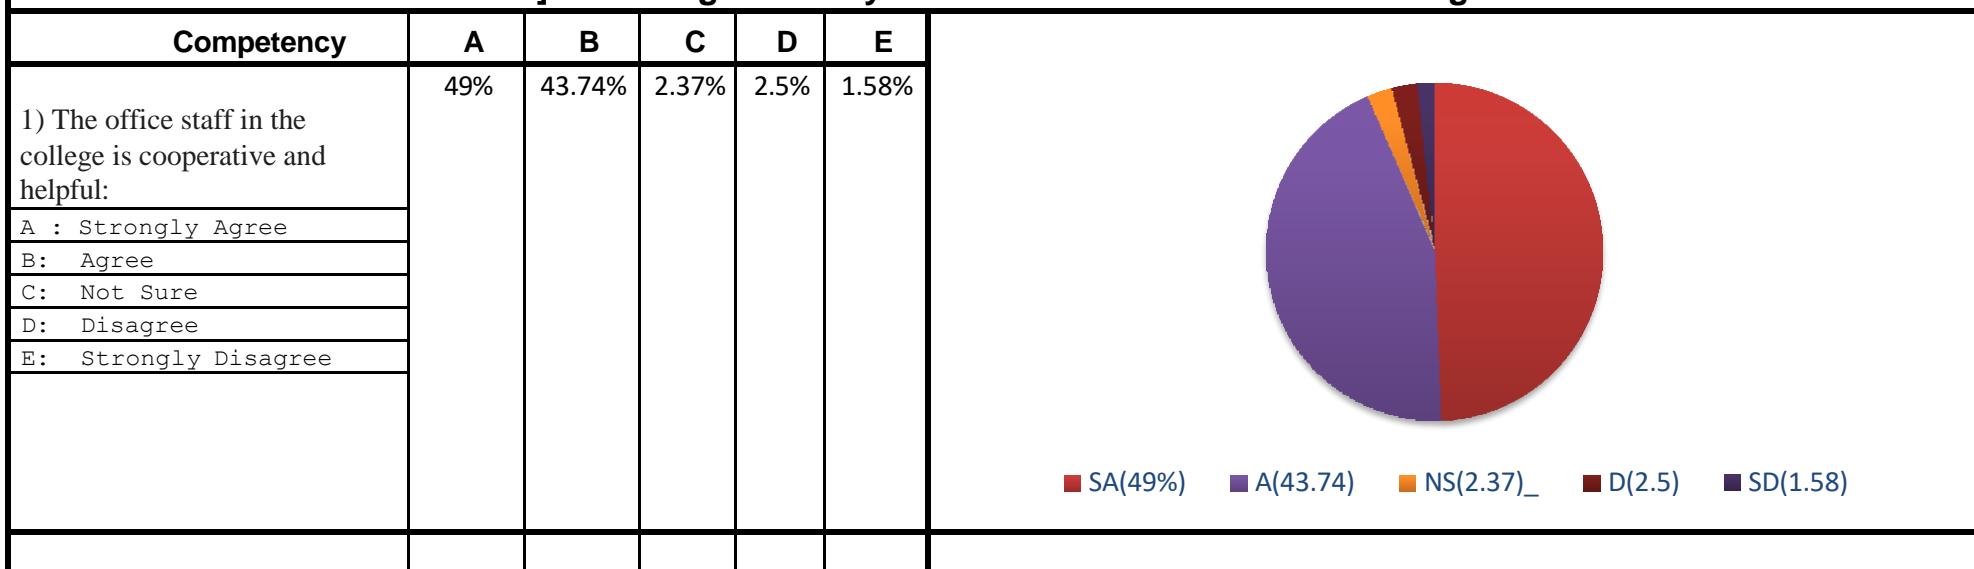 Competency A B C D E
49% 43.74% 2.37% 2.5% 1.58%
1) The office staff in the
college is cooperative and
helpful:
A : Strongly Agree
B: Agree
C: Not Sure
D: Disagree
E: Strongly Disagree
SA(49%) A(43.74) NS(2.37)_ D(2.5) SD(1.58)